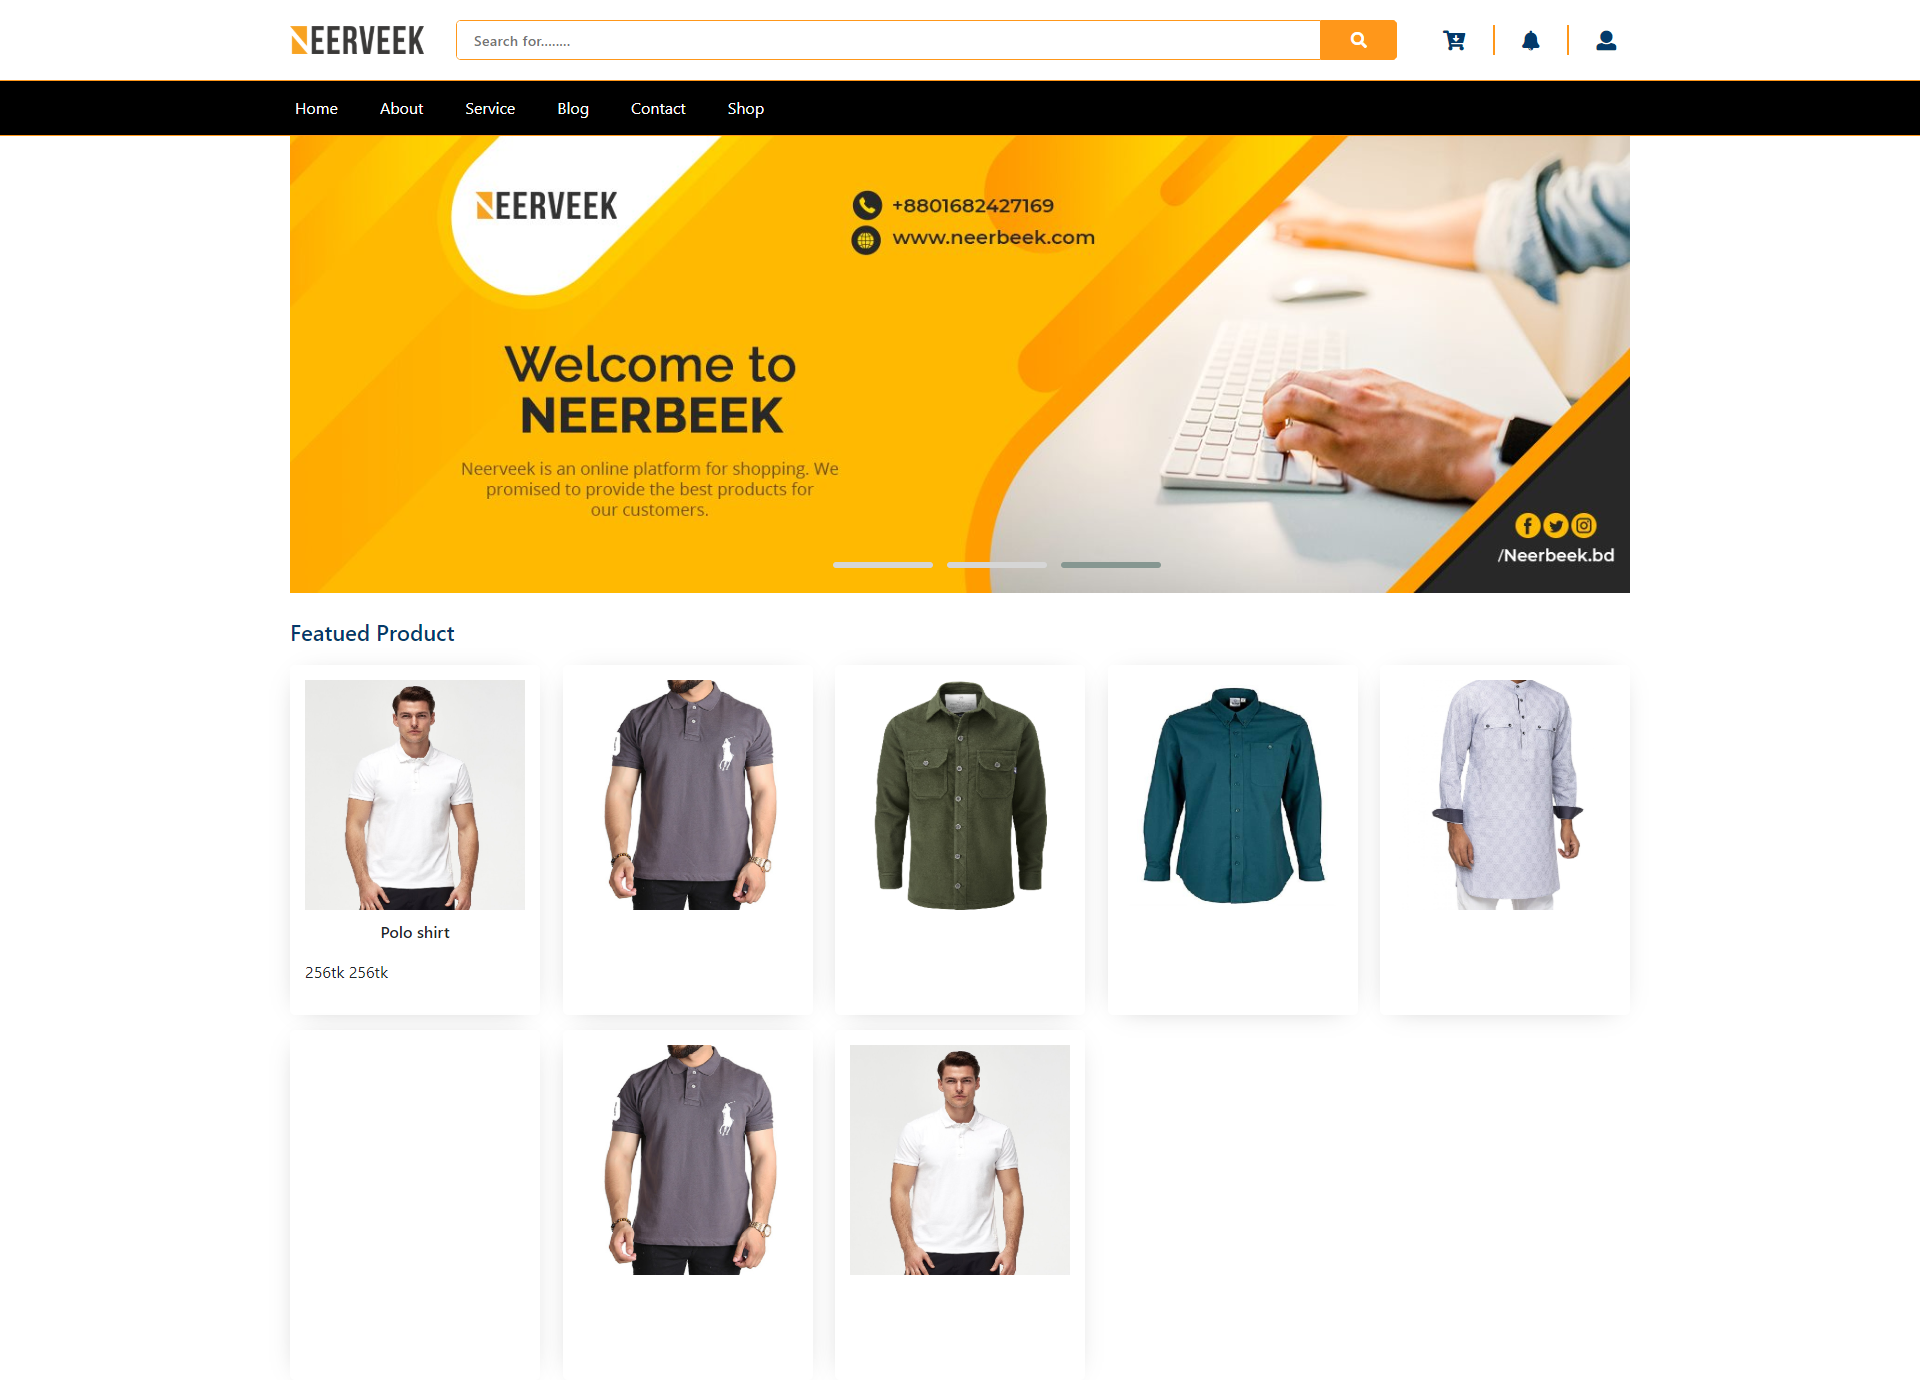 NEERVEEK
Search for........
Home About Service Blog Contact Shop
NEERVEEK
+8801682427169
www.neerbeek.com
Welcome to
NEERBEEK
Neerveek is an online platform for shopping. We
promised to provide the best products for
our customers.
/Neerbeek.bd
Featued Product
Polo shirt
256tk 256tk